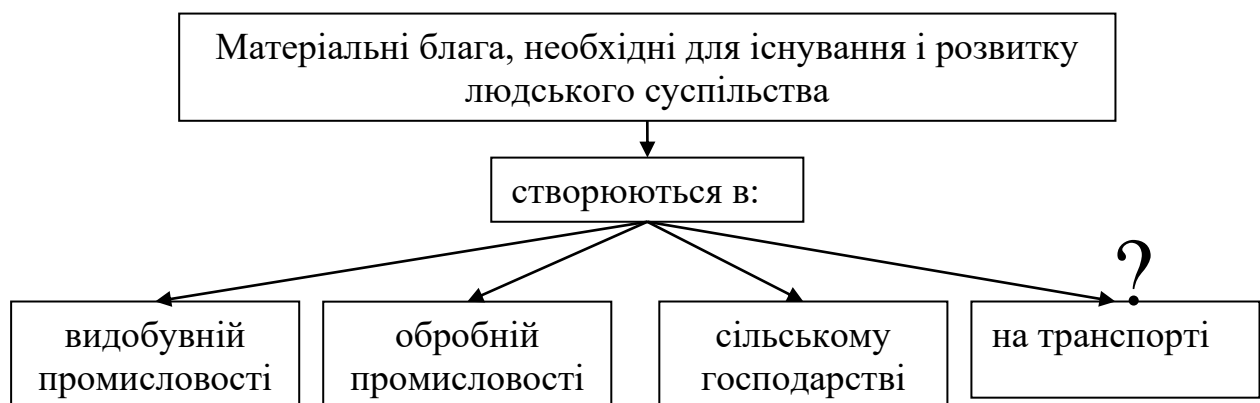 Матеріальні блага, необхідні для існування і розвитку
людського суспільства
створюються в:
?
видобувній
промисловості
обробній
промисловості
сільському
господарстві
на транспорті